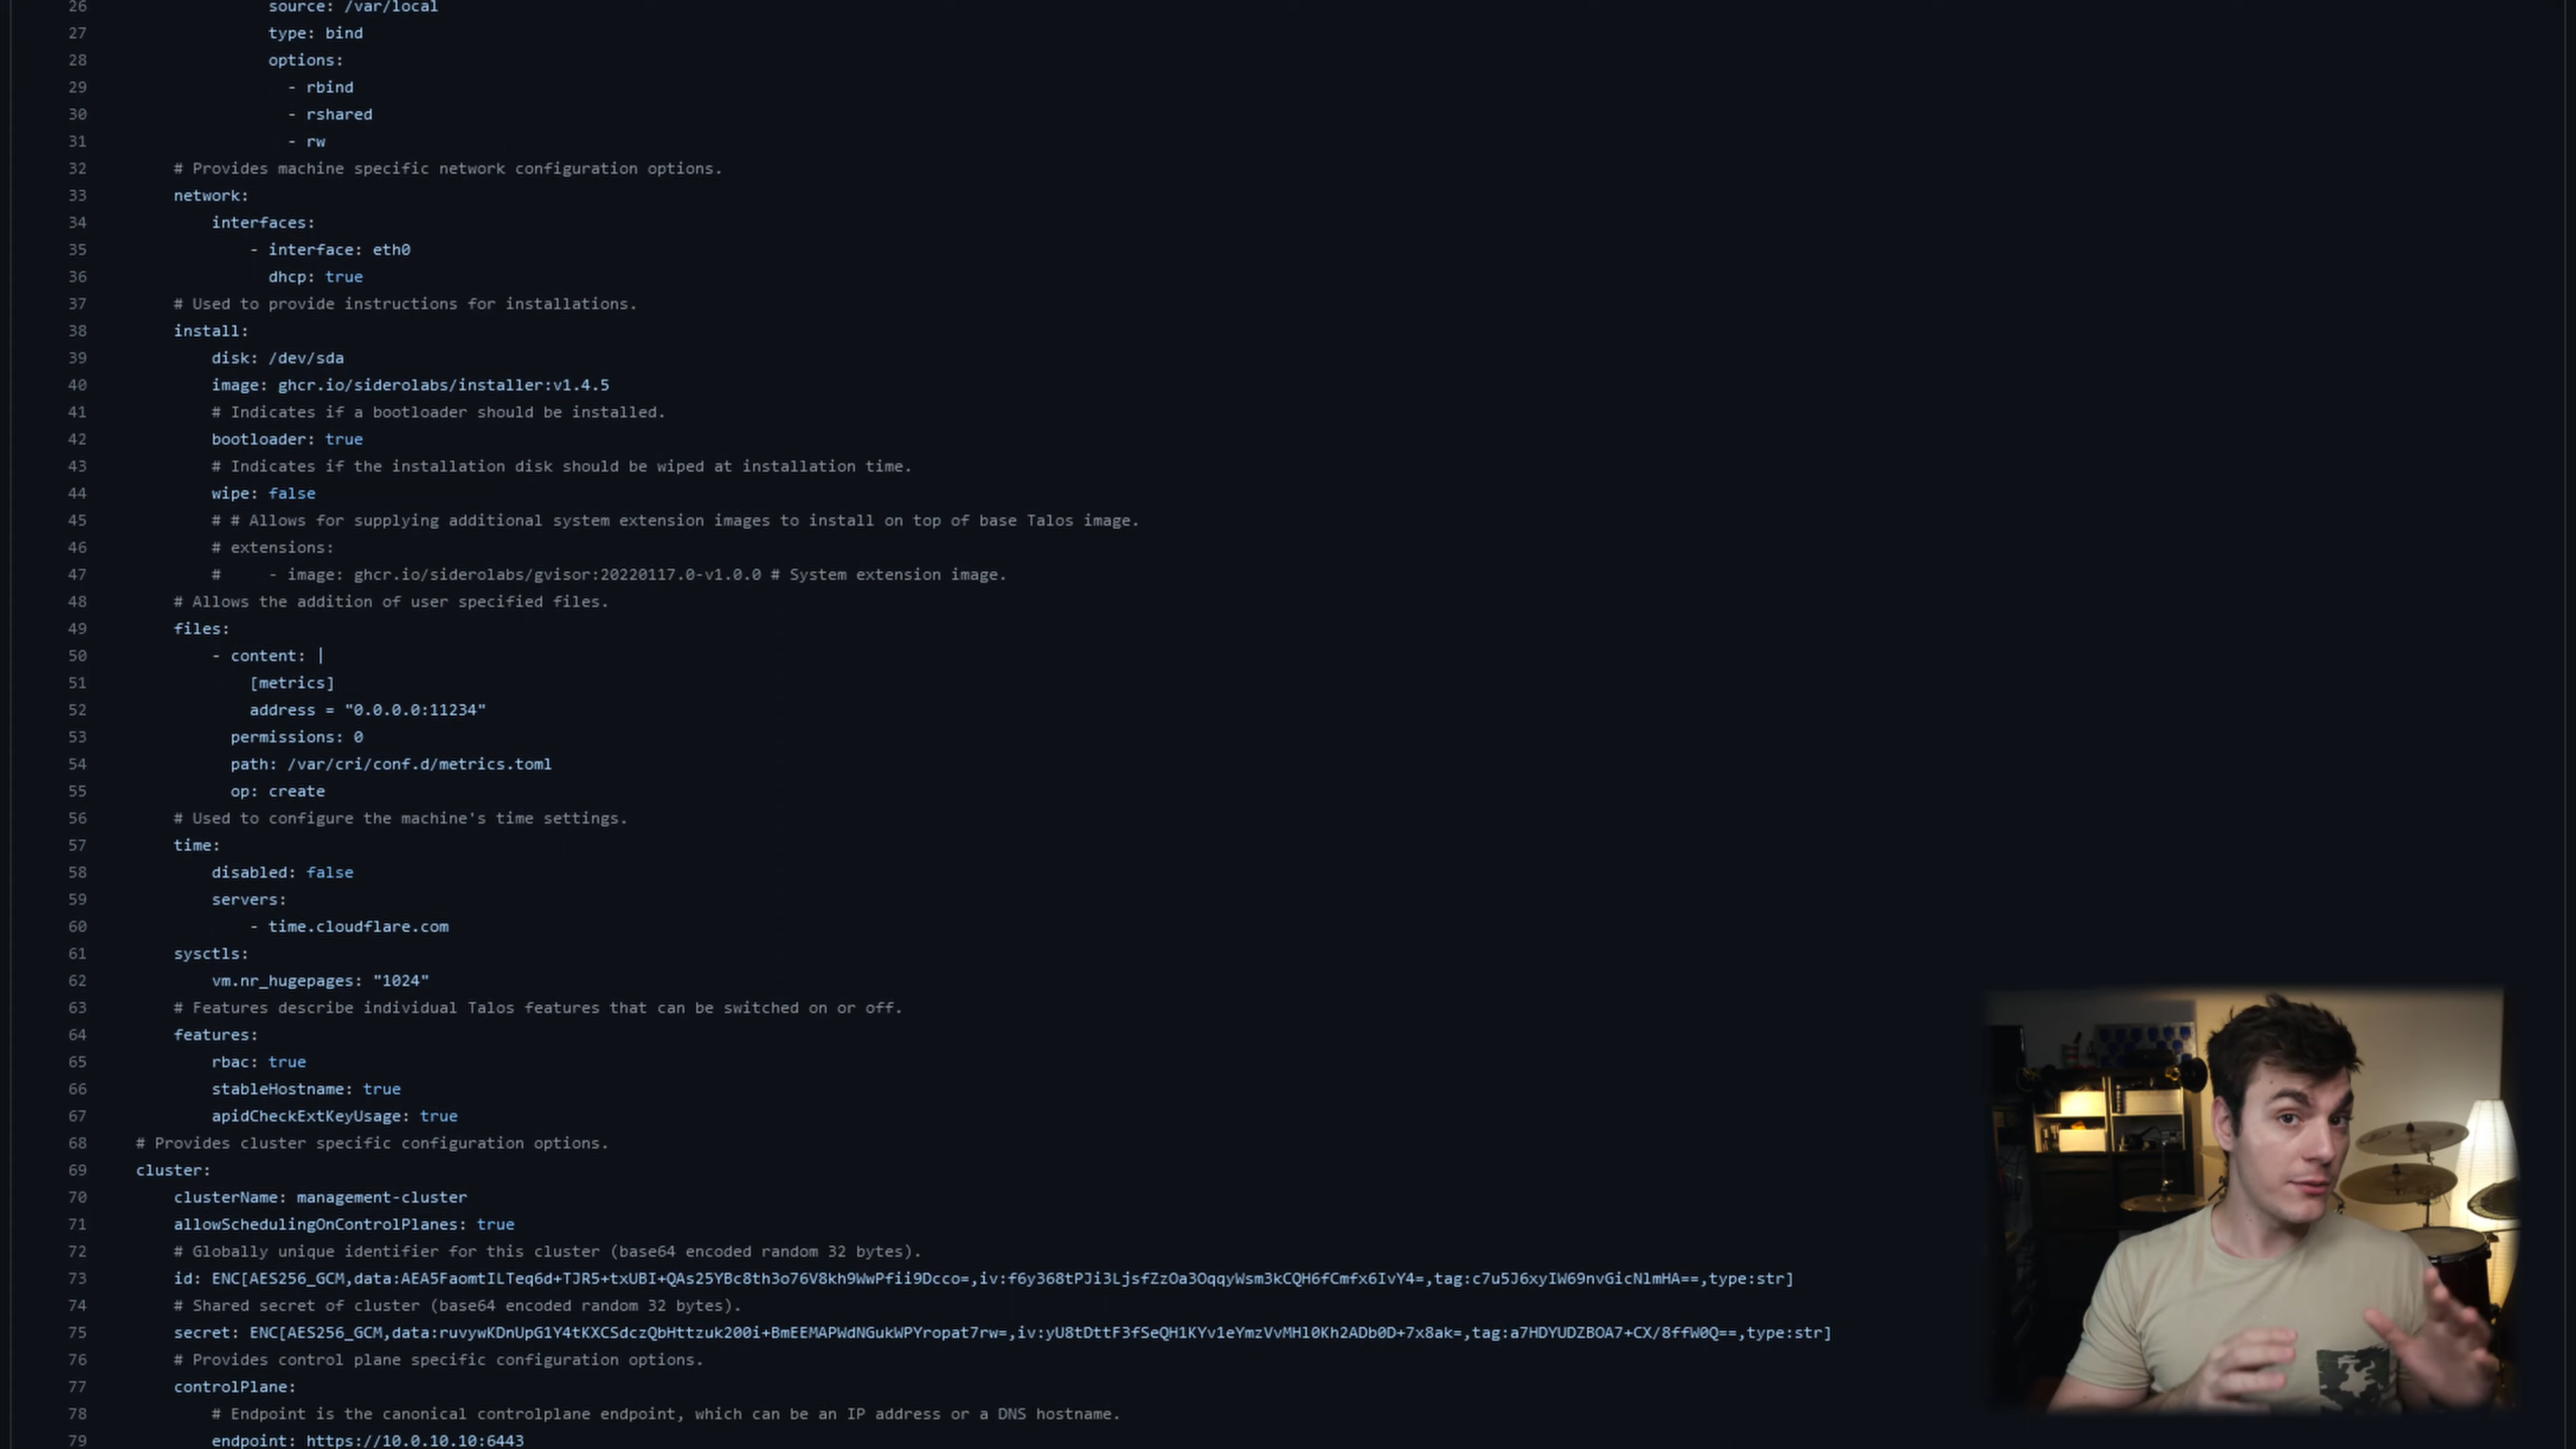 26 source: /var/local
27 type: bind
28 options:
29 - rbind
30 - rshared
31 - rw
32 # Provides machine specific network configuration options.
33 network:
34 interfaces:
35 - interface: eth0
36 dhcp: true
37 # Used to provide instructions for installations.
38 install:
39 disk: /dev/sda
40 image: ghcr.io/siderolabs/installer:v1.4.5
41 # Indicates if a bootloader should be installed.
42 bootloader: true
43 # Indicates if the installation disk should be wiped at installation time.
44 wipe: false
45 # # Allows for supplying additional system extension images to install on top of base Talos image.
46 # extensions:
47 # - image: ghcr.io/siderolabs/gvisor:20220117.0-v1.0.0 # System extension image.
48 # Allows the addition of user specified files.
49 files:
50 - content: |
51 [metrics]
52 address = "0.0.0.0:11234"
53 permissions: 0
54 path: /var/cri/conf.d/metrics.toml
55 op: create
56 # Used to configure the machine's time settings.
57 time:
58 disabled: false
59 servers:
60 - time.cloudflare.com
61 sysctls:
62 vm.nr_hugepages: "1024"
63 # Features describe individual Talos features that can be switched on or off.
64 features:
65 rbac: true
66 stableHostname: true
67 apidCheckExtKeyUsage: true
68 # Provides cluster specific configuration options.
69 cluster:
70 clusterName: management-cluster
71 allowSchedulingOnControlPlanes: true
72 # Globally unique identifier for this cluster (base64 encoded random 32 bytes).
73 id: ENC[AES256_GCM,data:AEA5FaomtILTeq6d+TJR5+txUBI+QAs25YBc8th3o76V8kh9WwPfii9Dcco=,iv:f6y368tPJi3LjsfZzOa3OqqyWsm3kCQH6fCmfx6IvY4=,tag:c7u5J6xyIW69nvGicNlmHA==,type:str]
74 # Shared secret of cluster (base64 encoded random 32 bytes).
75 secret: ENC[AES256_GCM,data:ruvywKDnUpG1Y4tKXCSdczQbHttzuk200i+BmEEMAPWdNGukWPYropat7rw=,iv:yU8tDttF3fSeQH1KYv1eYmzVvMHl0Kh2ADb0D+7x8ak=,tag:a7HDYUDZBOA7+CX/8ffW0Q==,type:str]
76 # Provides control plane specific configuration options.
77 controlPlane:
78 # Endpoint is the canonical controlplane endpoint, which can be an IP address or a DNS hostname.
79 endpoint: https://10.0.10.10:6443